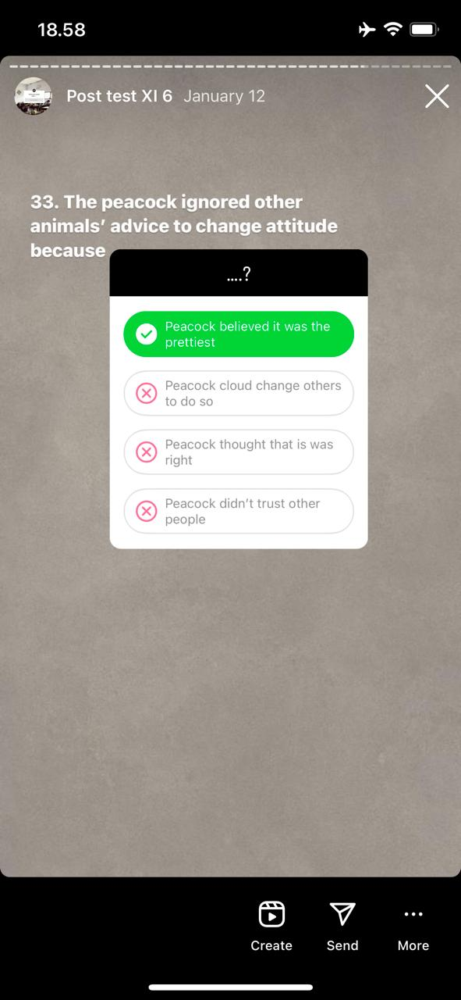 18.58
Post test XI 6 January 12
33. The peacock ignored other
animals’ advice to change attitude
because
....?
Peacock believed it was the
prettiest
Peacock cloud change others
to do so
Peacock thought that is was
right
Peacock didn’t trust other
people
Create Send More